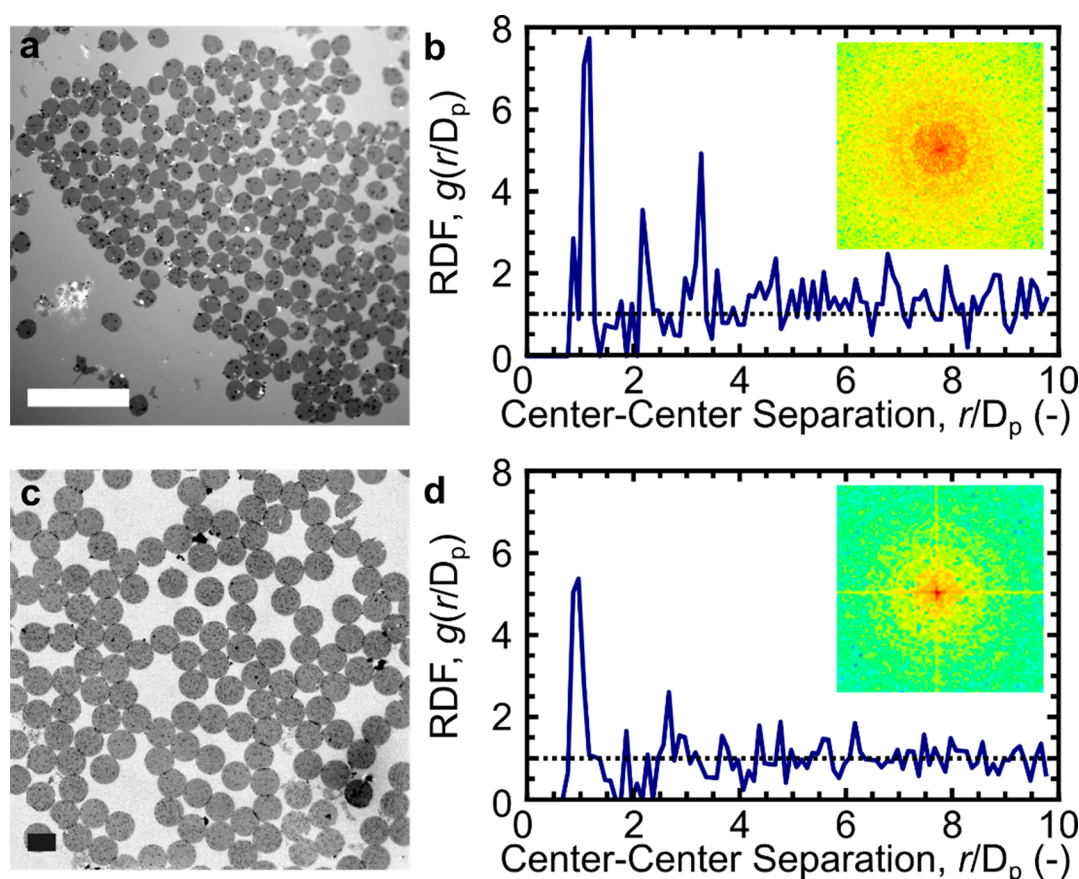 a
b
RDF, g(r/Dp)
8
6
4
2
0
0 2 4 6 8 10
Center-Center Separation, r/Dp (-)
c
d
RDF, g(r/Dp)
8
6
4
2
0
0 2 4 6 8 10
Center-Center Separation, r/Dp (-)